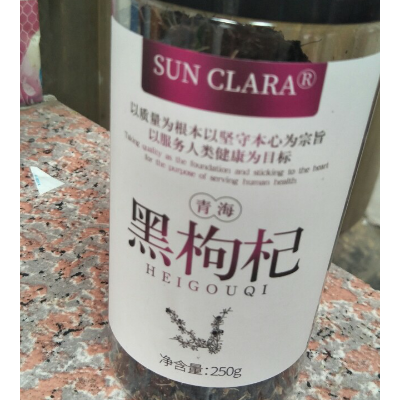 SUN CLARA®
以质量为根本以坚守本心为宗旨
以服务人类健康为目标
Taking quality as the foundation and sticking to the heart
for the purpose of serving human health
青海
黑枸杞
HEIGOUQI
净含量:250g